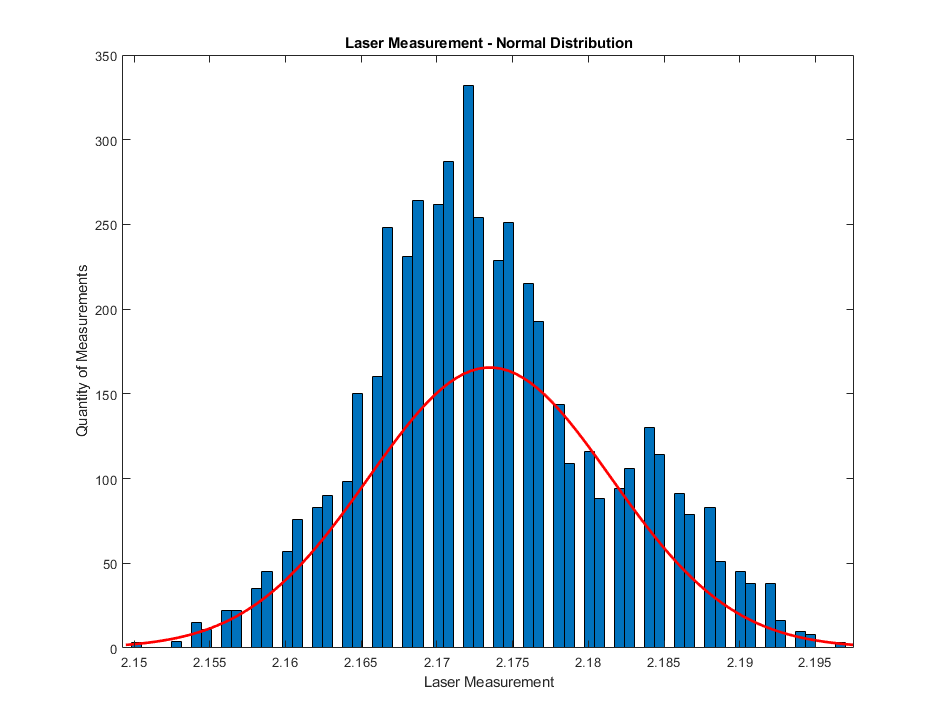 Laser Measurement - Normal Distribution
350
300
250
200
150
100
50
0
Quantity of Measurements
2.15 2.155 2.16 2.165 2.17 2.175 2.18 2.185 2.19 2.195
Laser Measurement